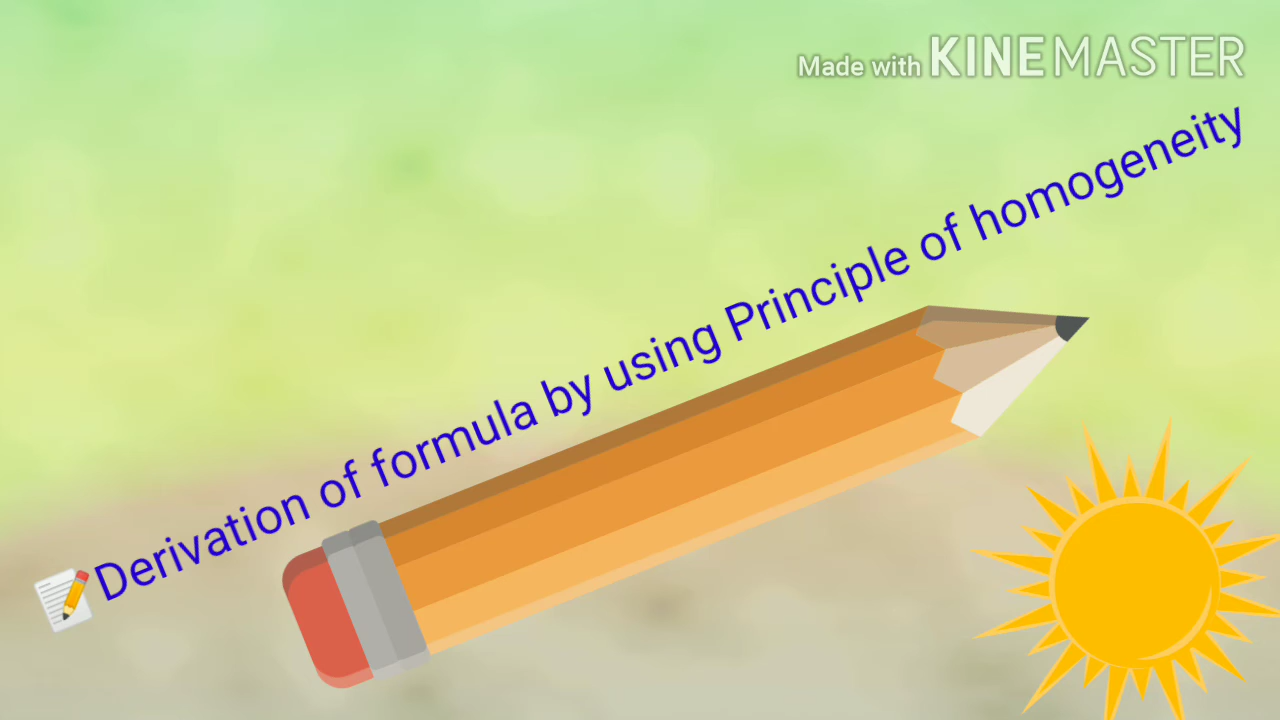 Made with KINEMASTER
📝Derivation of formula by using Principle of homogeneity